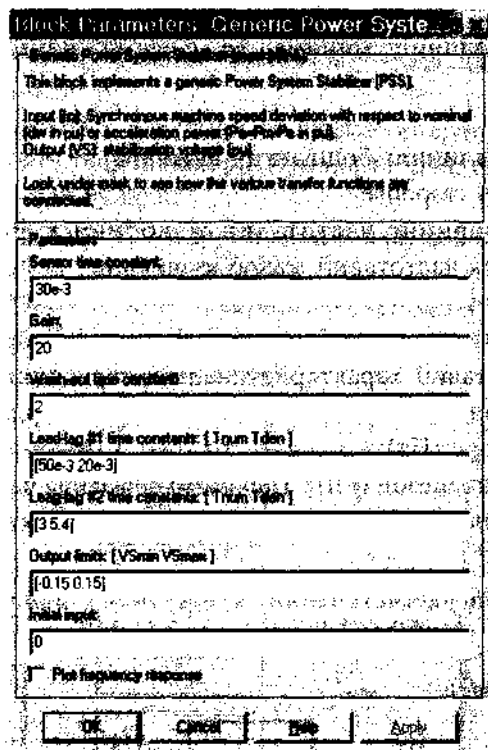 Block Parameters: Generic Power Syste...
Generic Power System Stabilizer
This block implements a generic Power System Stabilizer (PSS).
Input (In): Synchronous machine speed deviation with respect to nominal
(dw in pu) or acceleration power (Pa=Pm-Pe in pu).
Output (VS): stabilization voltage (pu).
Look under mask to see how the various transfer functions are
connected.
Parameters
Sensor time constant:
30e-3
Gain:
20
Wash-out time constant:
2
Lead-lag #1 time constants: [ Tnum Tden ]
[50e-3 20e-3]
Lead-lag #2 time constants: [ Tnum Tden ]
[3 5.4]
Output limits: [ VSmin VSmax ]
[-0.15 0.15]
Initial input:
0
Plot frequency response
OK Cancel Help Apply